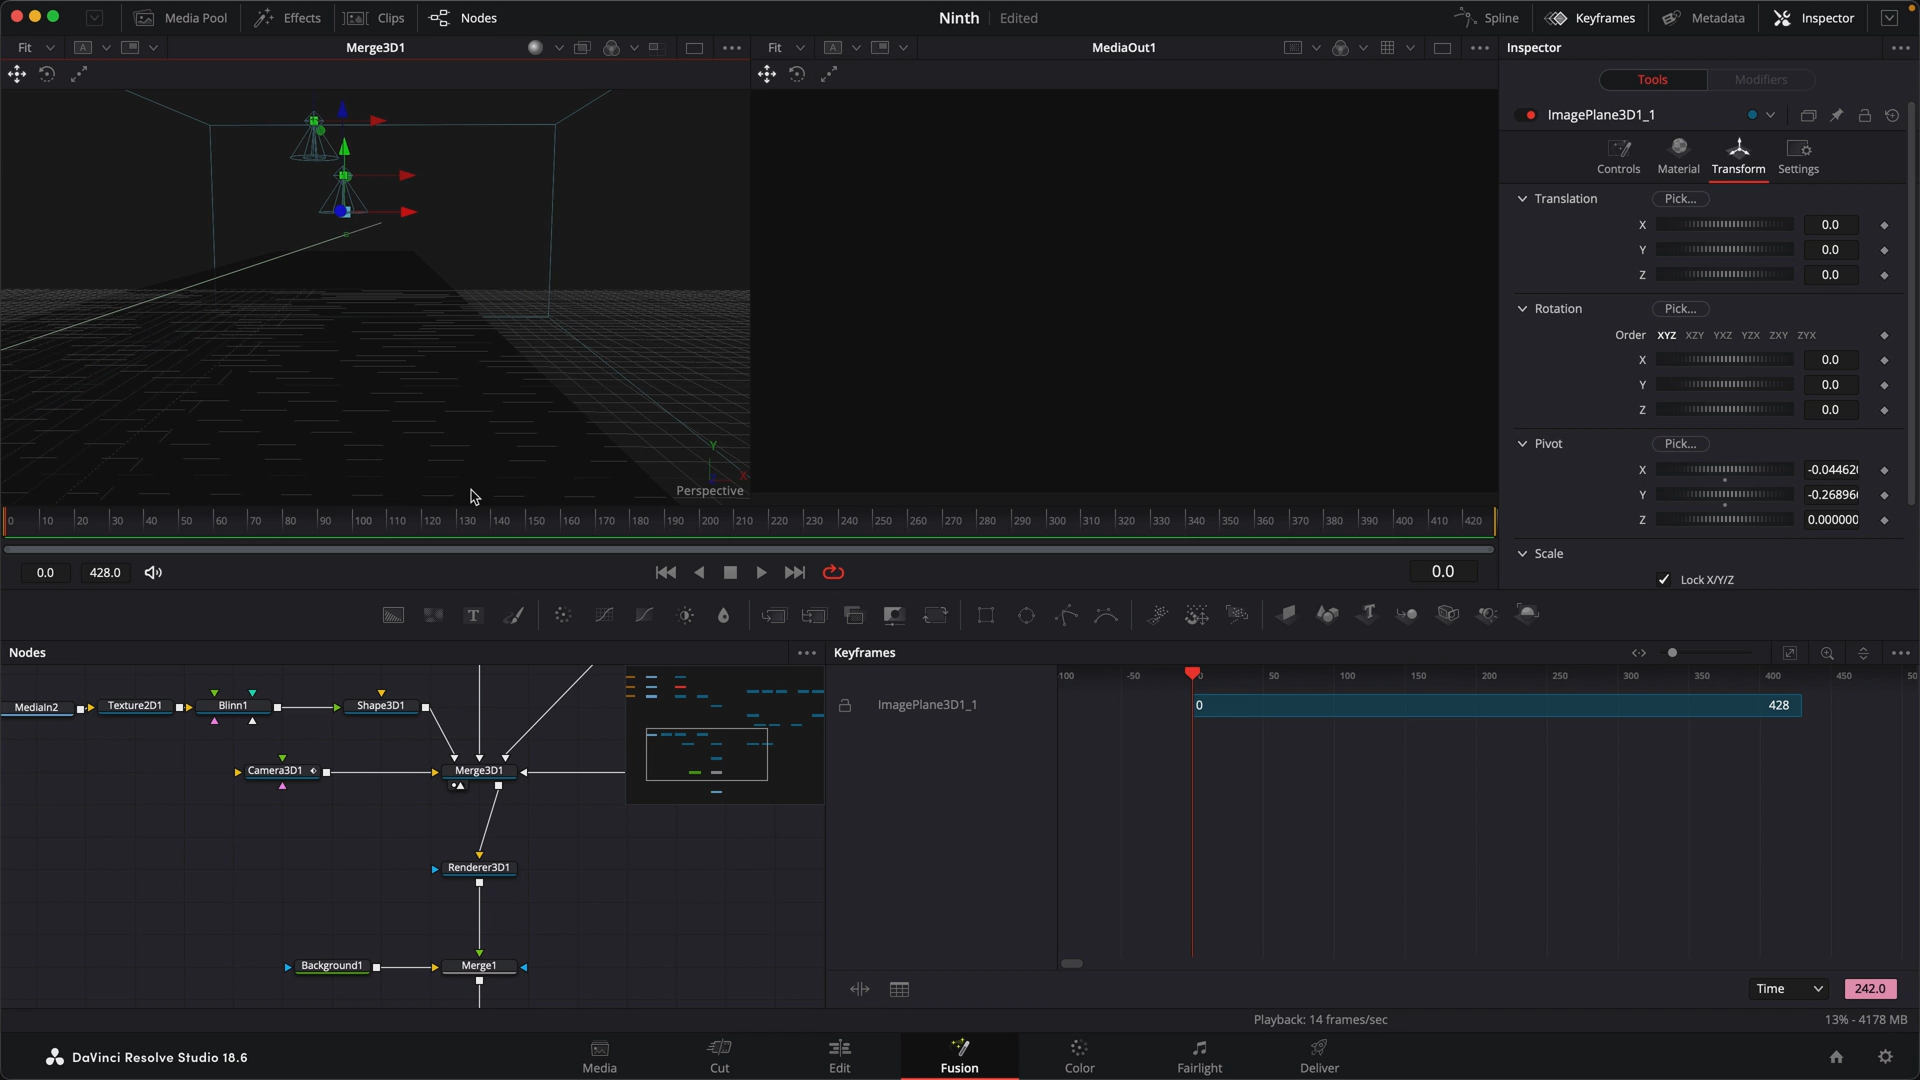 Media Pool Effects Clips Nodes Ninth Edited Spline Keyframes Metadata Inspector
Fit A Merge3D1 Fit A MediaOut1 Inspector
Tools Modifiers
ImagePlane3D1_1
Controls Material Transform Settings
Translation Pick...
X 0.0
Y 0.0
Z 0.0
Rotation Pick...
Order XYZ XZY YXZ YZX ZXY ZYX
X 0.0
Y 0.0
Z 0.0
Pivot Pick...
X -0.04462
Y -0.26896
Z 0.000000
Scale
Lock X/Y/Z
Y
X
Perspective
0 10 20 30 40 50 60 70 80 90 100 110 120 130 140 150 160 170 180 190 200 210 220 230 240 250 260 270 280 290 300 310 320 330 340 350 360 370 380 390 400 410 420
0.0 428.0 0.0
T T
Nodes Keyframes
100 -50 0 50 100 150 200 250 300 350 400 450 50
ImagePlane3D1_1 0 428
MediaIn2 Texture2D1 Blinn1 Shape3D1
Camera3D1 Merge3D1
Renderer3D1
Background1 Merge1
Time 242.0
Playback: 14 frames/sec 13% - 4178 MB
DaVinci Resolve Studio 18.6 Media Cut Edit Fusion Color Fairlight Deliver